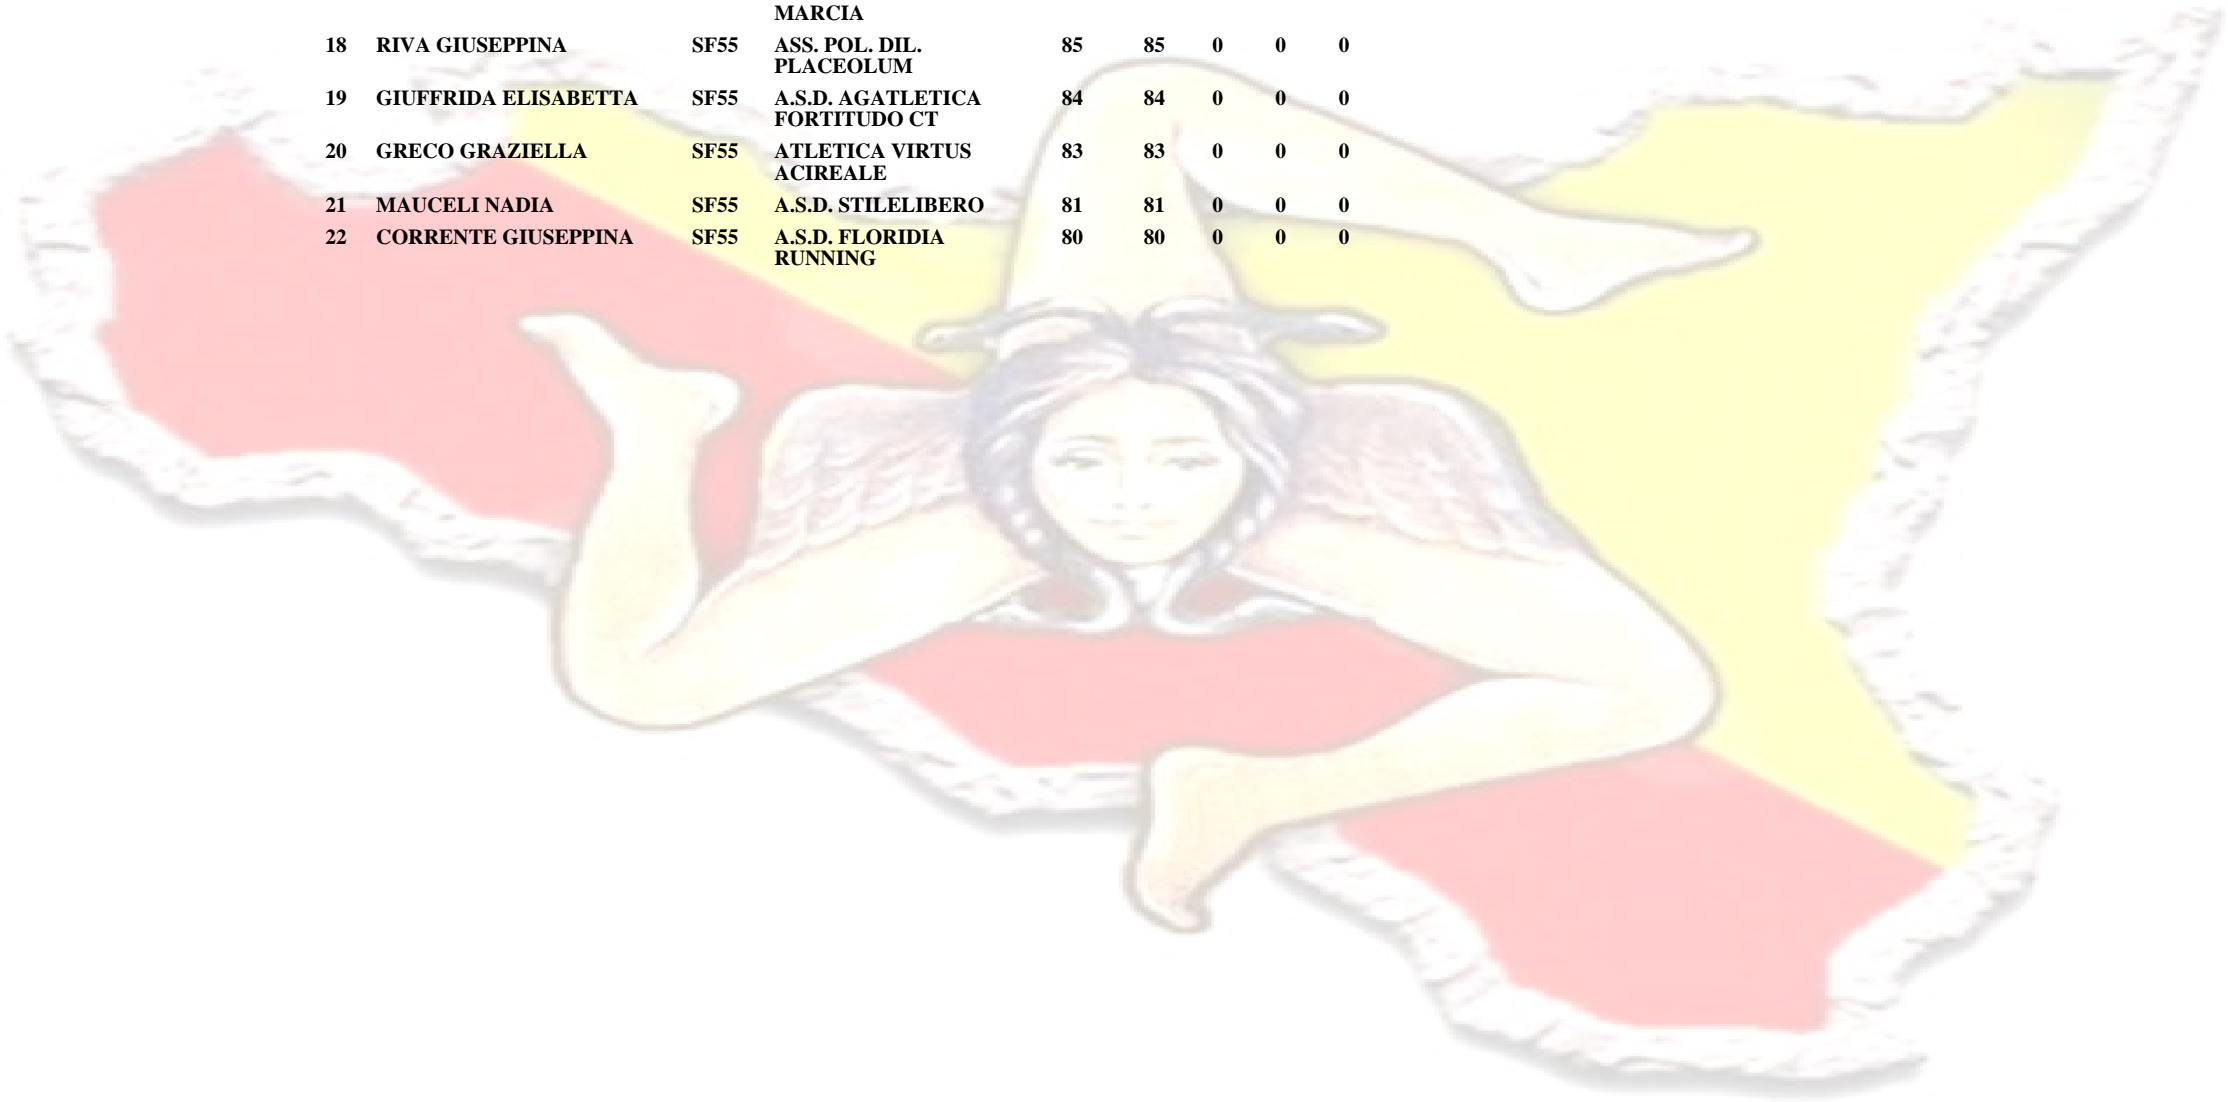 MARCIA
18 RIVA GIUSEPPINA SF55 ASS. POL. DIL. 85 85 0 0 0
PLACEOLUM
19 GIUFFRIDA ELISABETTA SF55 A.S.D. AGATLETICA 84 84 0 0 0
FORTITUDO CT
20 GRECO GRAZIELLA SF55 ATLETICA VIRTUS 83 83 0 0 0
ACIREALE
21 MAUCELI NADIA SF55 A.S.D. STILELIBERO 81 81 0 0 0
22 CORRENTE GIUSEPPINA SF55 A.S.D. FLORIDIA 80 80 0 0 0
RUNNING